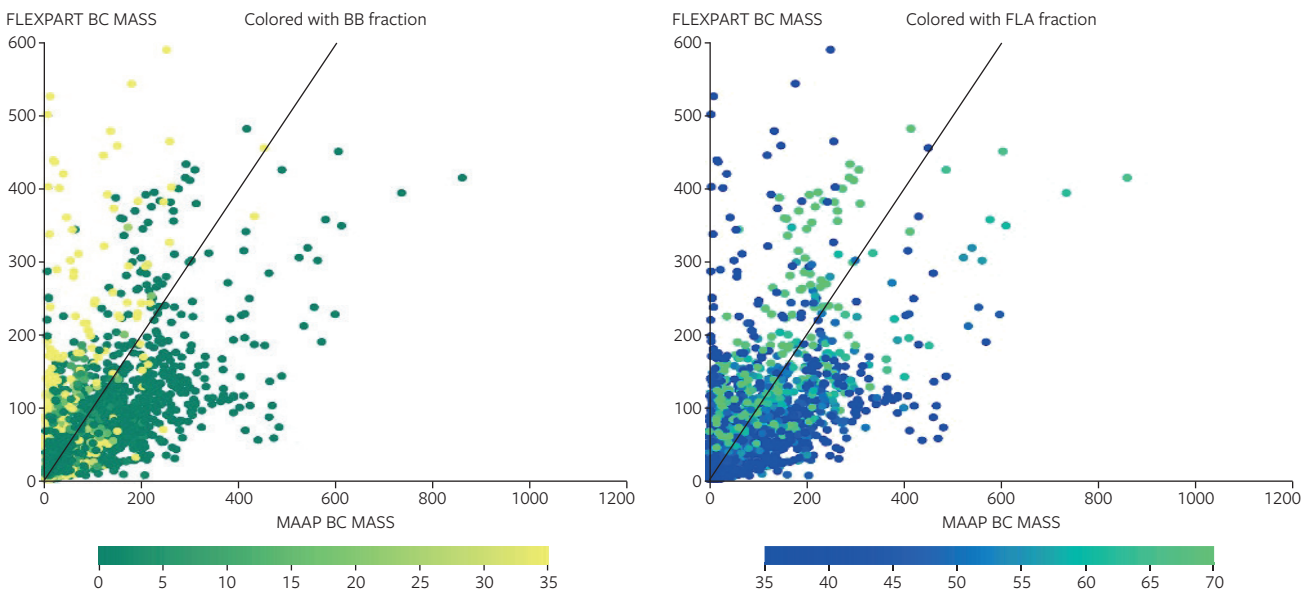 FLEXPART BC MASS
Colored with BB fraction
600
500
400
300
200
100
0
0 200 400 600 800 1000 1200
MAAP BC MASS
0 5 10 15 20 25 30 35
FLEXPART BC MASS
Colored with FLA fraction
600
500
400
300
200
100
0
0 200 400 600 800 1000 1200
MAAP BC MASS
35 40 45 50 55 60 65 70